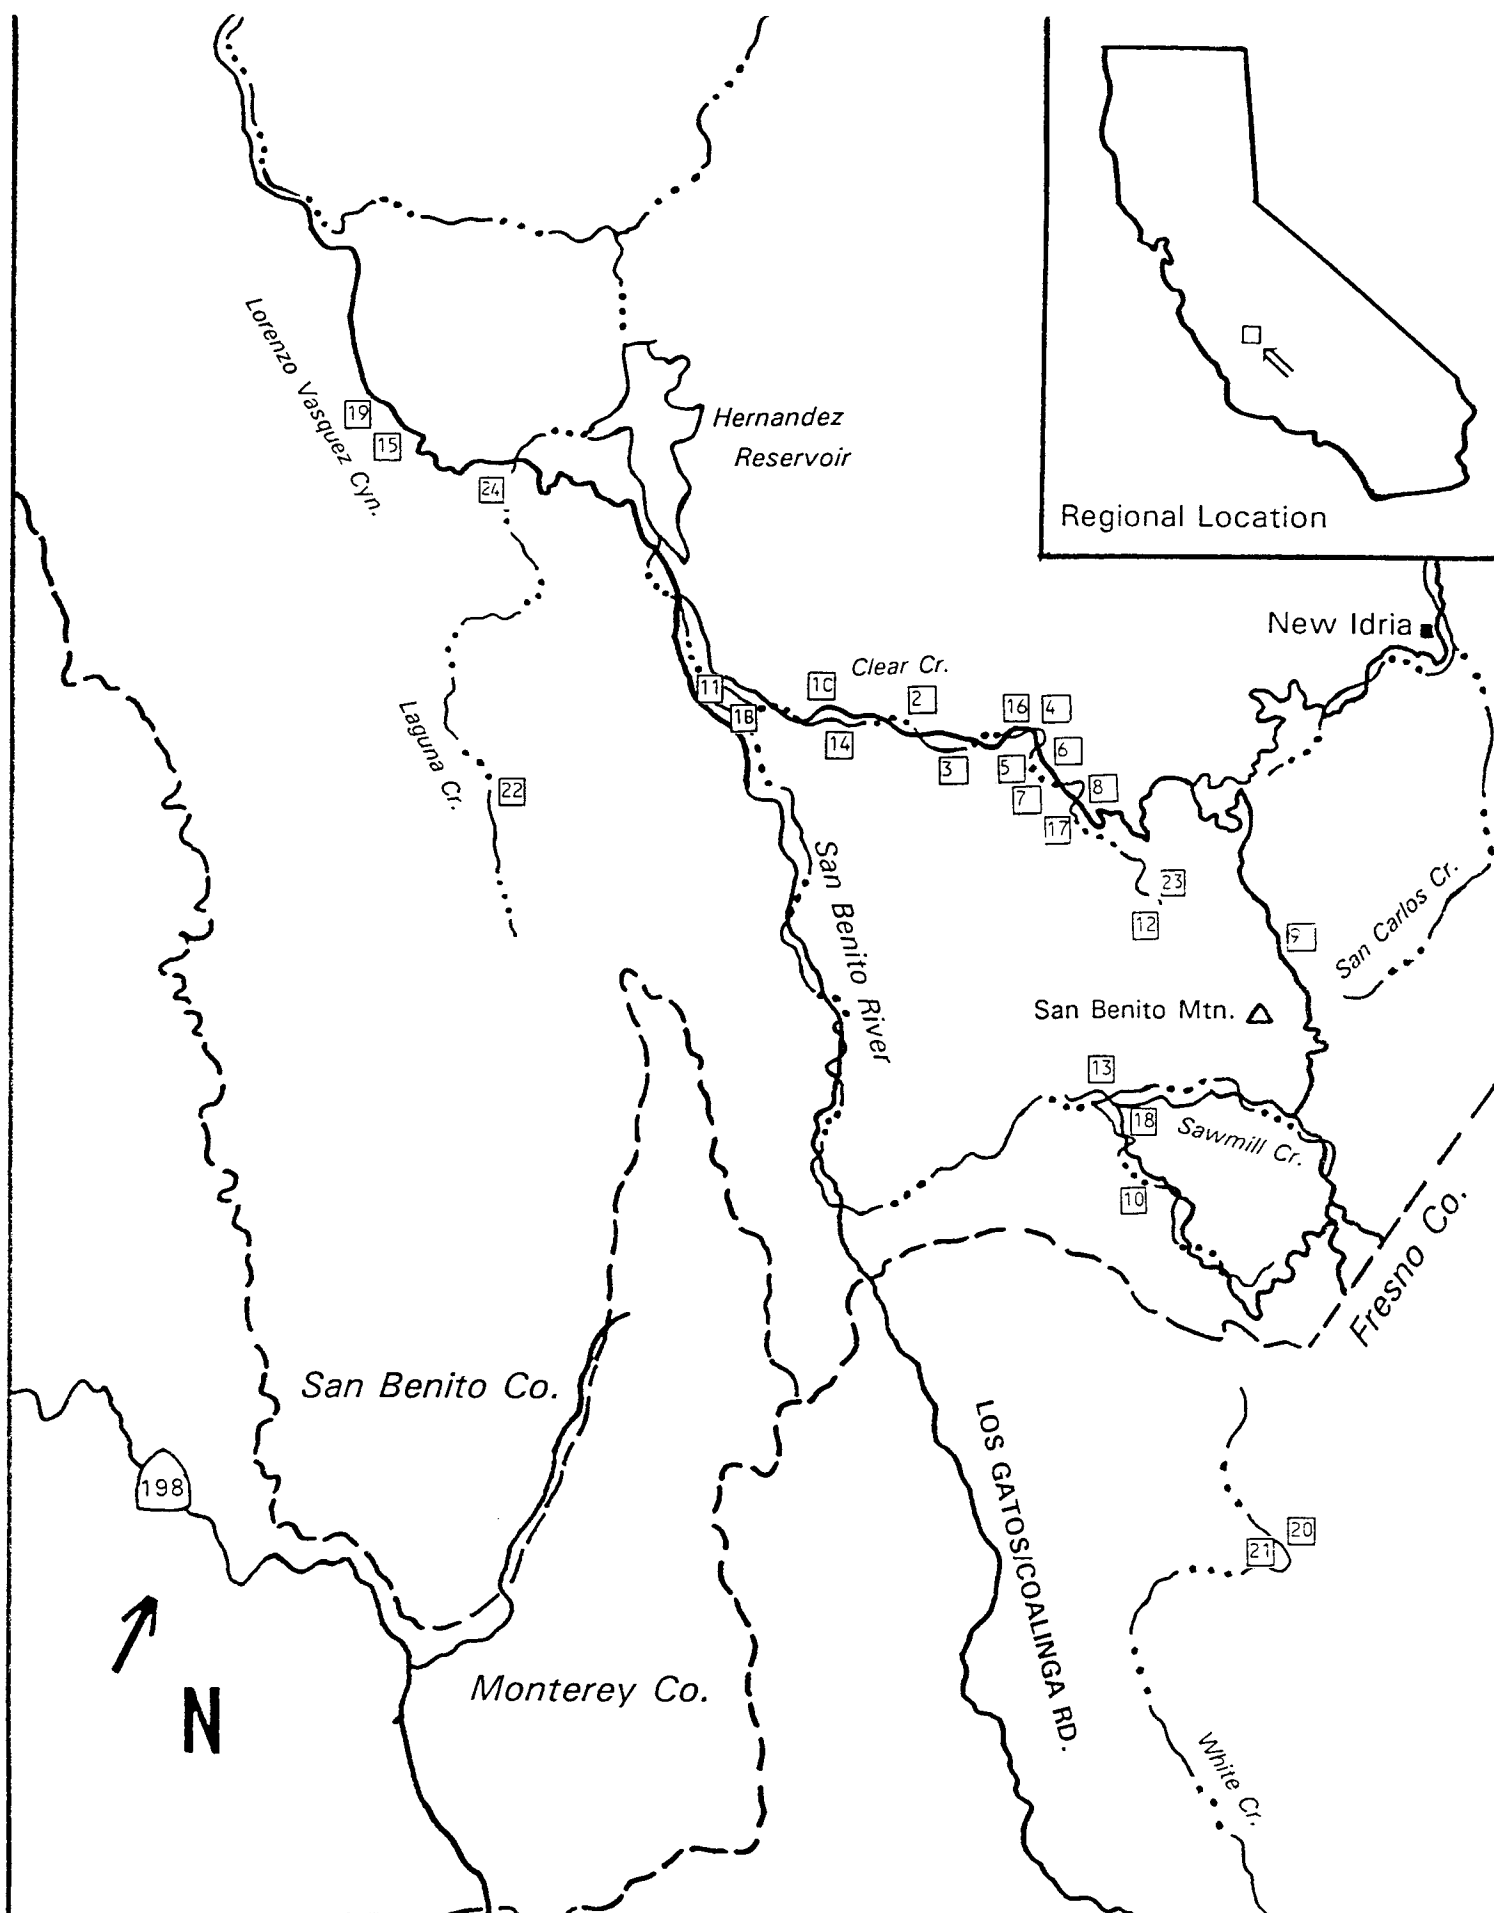 Regional Location
Lorenzo Vasquez Cyn.
19
15
Hernandez
Reservoir
24
New Idria
Clear Cr.
11
1B
1C
2
14
3
16
4
5
6
7
8
17
Laguna Cr.
22
San Benito River
23
12
9
San Carlos Cr.
San Benito Mtn.
13
18
Sawmill Cr.
10
Fresno Co.
San Benito Co.
198
LOS GATOS/COALINGA RD.
20
21
N
Monterey Co.
White Cr.